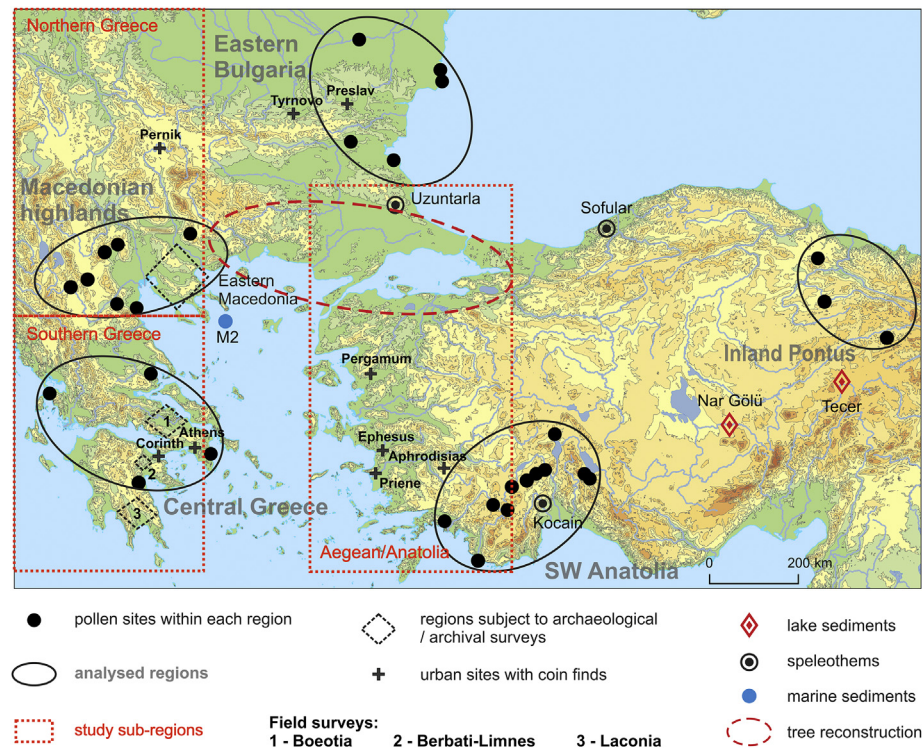 Northern Greece
Eastern
Bulgaria
Preslav
Tyrnovo
Pernik
Macedonian
highlands
Uzuntarla
Sofular
Eastern
Macedonia
M2
Southern Greece
Inland Pontus
Pergamum
Nar Gölü
Tecer
1
Athens
Corinth
2
Ephesus
Aphrodisias
Priene
3
Central Greece
Kocain
Aegean/Anatolia
SW Anatolia
0 200 km
pollen sites within each region
analysed regions
study sub-regions
regions subject to archaeological
/ archival surveys
urban sites with coin finds
Field surveys:
1 - Boeotia 2 - Berbati-Limnes 3 - Laconia
lake sediments
speleothems
marine sediments
tree reconstruction